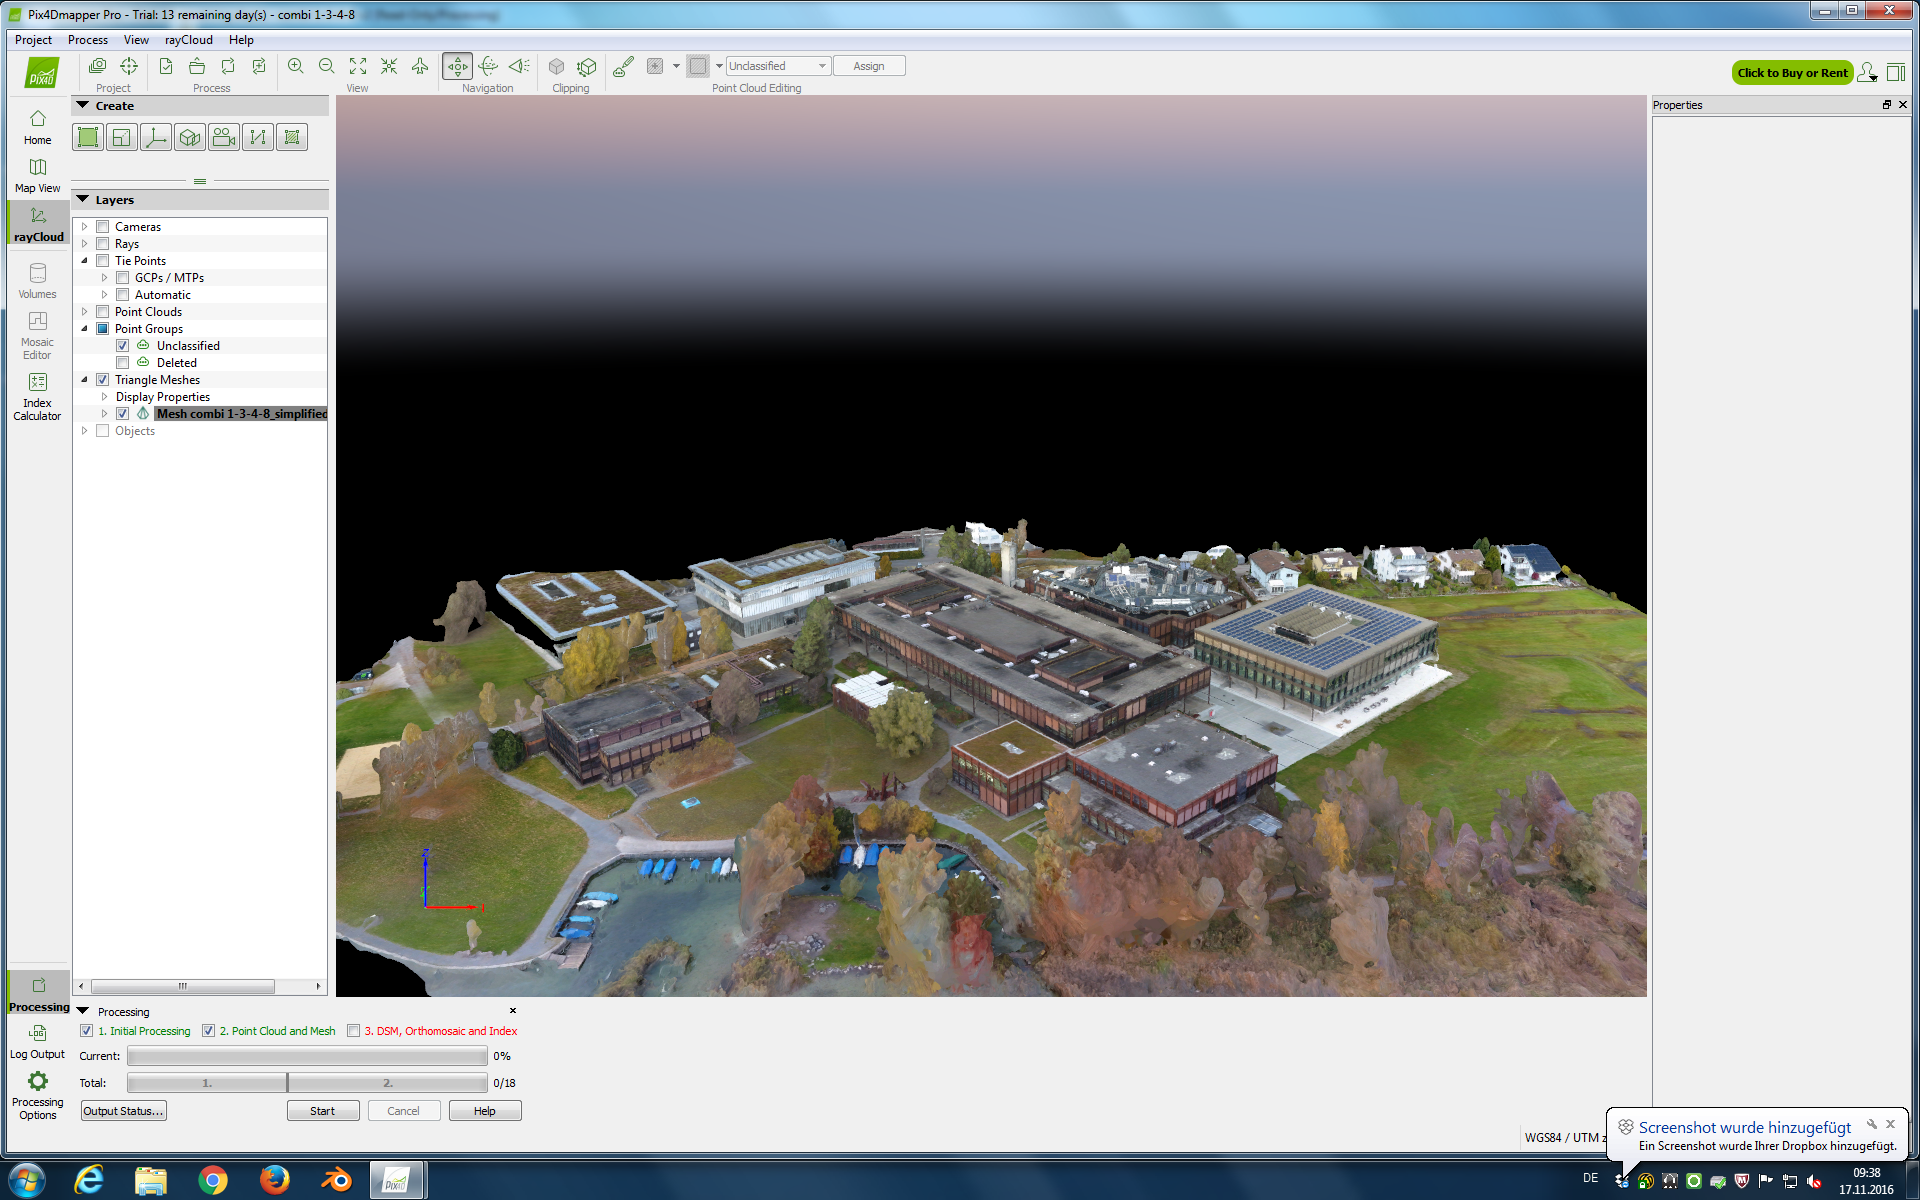 Pix4Dmapper Pro - Trial: 13 remaining day(s) - combi 1-3-4-8
Project Process View rayCloud Help
PIX4D
Project
Process
View
Navigation
Clipping
Unclassified
Assign
Point Cloud Editing
Click to Buy or Rent
Home
Map View
rayCloud
Volumes
Mosaic
Editor
Index
Calculator
Create
Layers
Cameras
Rays
Tie Points
GCPs / MTPs
Automatic
Point Clouds
Point Groups
Unclassified
Deleted
Triangle Meshes
Display Properties
Mesh combi 1-3-4-8_simplified
Objects
Properties
Z
Processing
Log Output
Processing
Options
Processing
1. Initial Processing 2. Point Cloud and Mesh 3. DSM, Orthomosaic and Index
Current: 0%
Total: 1. 2. 0/18
Output Status... Start Cancel Help
WGS84 / UTM z
Screenshot wurde hinzugefügt
Ein Screenshot wurde Ihrer Dropbox hinzugefügt.
PIX4D
DE
09:38
17.11.2016